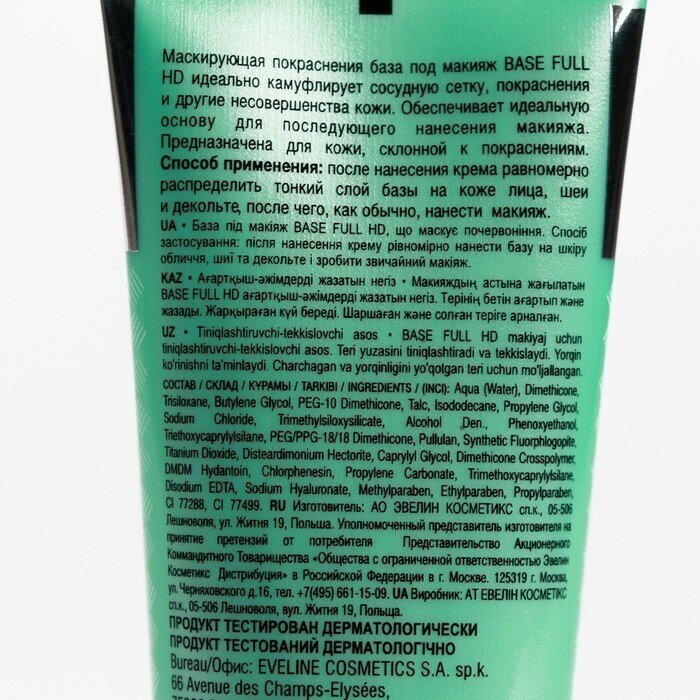 Маскирующая покраснения база под макияж BASE FULL
HD идеально камуфлирует сосудную сетку, покраснения
и другие несовершенства кожи. Обеспечивает идеальную
основу для последующего нанесения макияжа.
Предназначена для кожи, склонной к покраснениям.
Способ применения: после нанесения крема равномерно
распределить тонкий слой базы на коже лица, шеи
и декольте, после чего, как обычно, нанести макияж.
UA • База під макіяж BASE FULL HD, що маскує почервоніння. Спосіб
застосування: після нанесення крему рівномірно нанести базу на шкіру
обличчя, шиї та декольте і зробити звичайний макіяж.
KAZ • Ағартқыш-әжімдерді жазатын негіз • Макияждың астына жағылатын
BASE FULL HD ағартқыш-әжімдерді жазатын негіз. Терінің бетін ағартып және
жазады. Жарқыраған күй береді. Шаршаған және солған теріге арналған.
UZ • Tiniqlashtiruvchi-tekkislovchi asos • BASE FULL HD makiyaj uchun
tiniqlashtiruvchi-tekkislovchi asos. Teri yuzasini tiniqlashtiradi va tekkislaydi. Yorqin
ko'rinishni ta'minlaydi. Charchagan va yorqinligini yo'qotgan teri uchun mo'ljallangan.
СОСТАВ / СКЛАД / ҚҰРАМЫ / TARKIBI / INGREDIENTS / (INCI): Aqua (Water), Dimethicone,
Trisiloxane, Butylene Glycol, PEG-10 Dimethicone, Talc, Isododecane, Propylene Glycol,
Sodium Chloride, Trimethylsiloxysilicate, Alcohol Den., Phenoxyethanol,
Triethoxycaprylylsilane, PEG/PPG-18/18 Dimethicone, Pullulan, Synthetic Fluorphlogopite,
Titanium Dioxide, Disteardimonium Hectorite, Caprylyl Glycol, Dimethicone Crosspolymer,
DMDM Hydantoin, Chlorphenesin, Propylene Carbonate, Trimethoxycaprylylsilane,
Disodium EDTA, Sodium Hyaluronate, Methylparaben, Ethylparaben, Propylparaben,
CI 77288, CI 77499. RU Изготовитель: АО ЭВЕЛИН КОСМЕТИКС сп.к., 05-506
Лешноволя, ул. Житня 19, Польша. Уполномоченный представитель изготовителя на
принятие претензий от потребителя Представительство Акционерного
Коммандитного Товарищества «Общества с ограниченной ответственностью Эвелин
Косметикс Дистрибуция» в Российской Федерации в г. Москве. 125319 г. Москва,
ул.Черняховского д.16, тел. +7(495) 661-15-09. UA Виробник: АТ ЕВЕЛІН КОСМЕТІКС
сп.к., 05-506 Лешноволя, вул. Житня 19, Польща.
ПРОДУКТ ТЕСТИРОВАН ДЕРМАТОЛОГИЧЕСКИ
ПРОДУКТ ТЕСТОВАНИЙ ДЕРМАТОЛОГІЧНО
Bureau/Офис: EVELINE COSMETICS S.A. sp.k.
66 Avenue des Champs-Elysées,